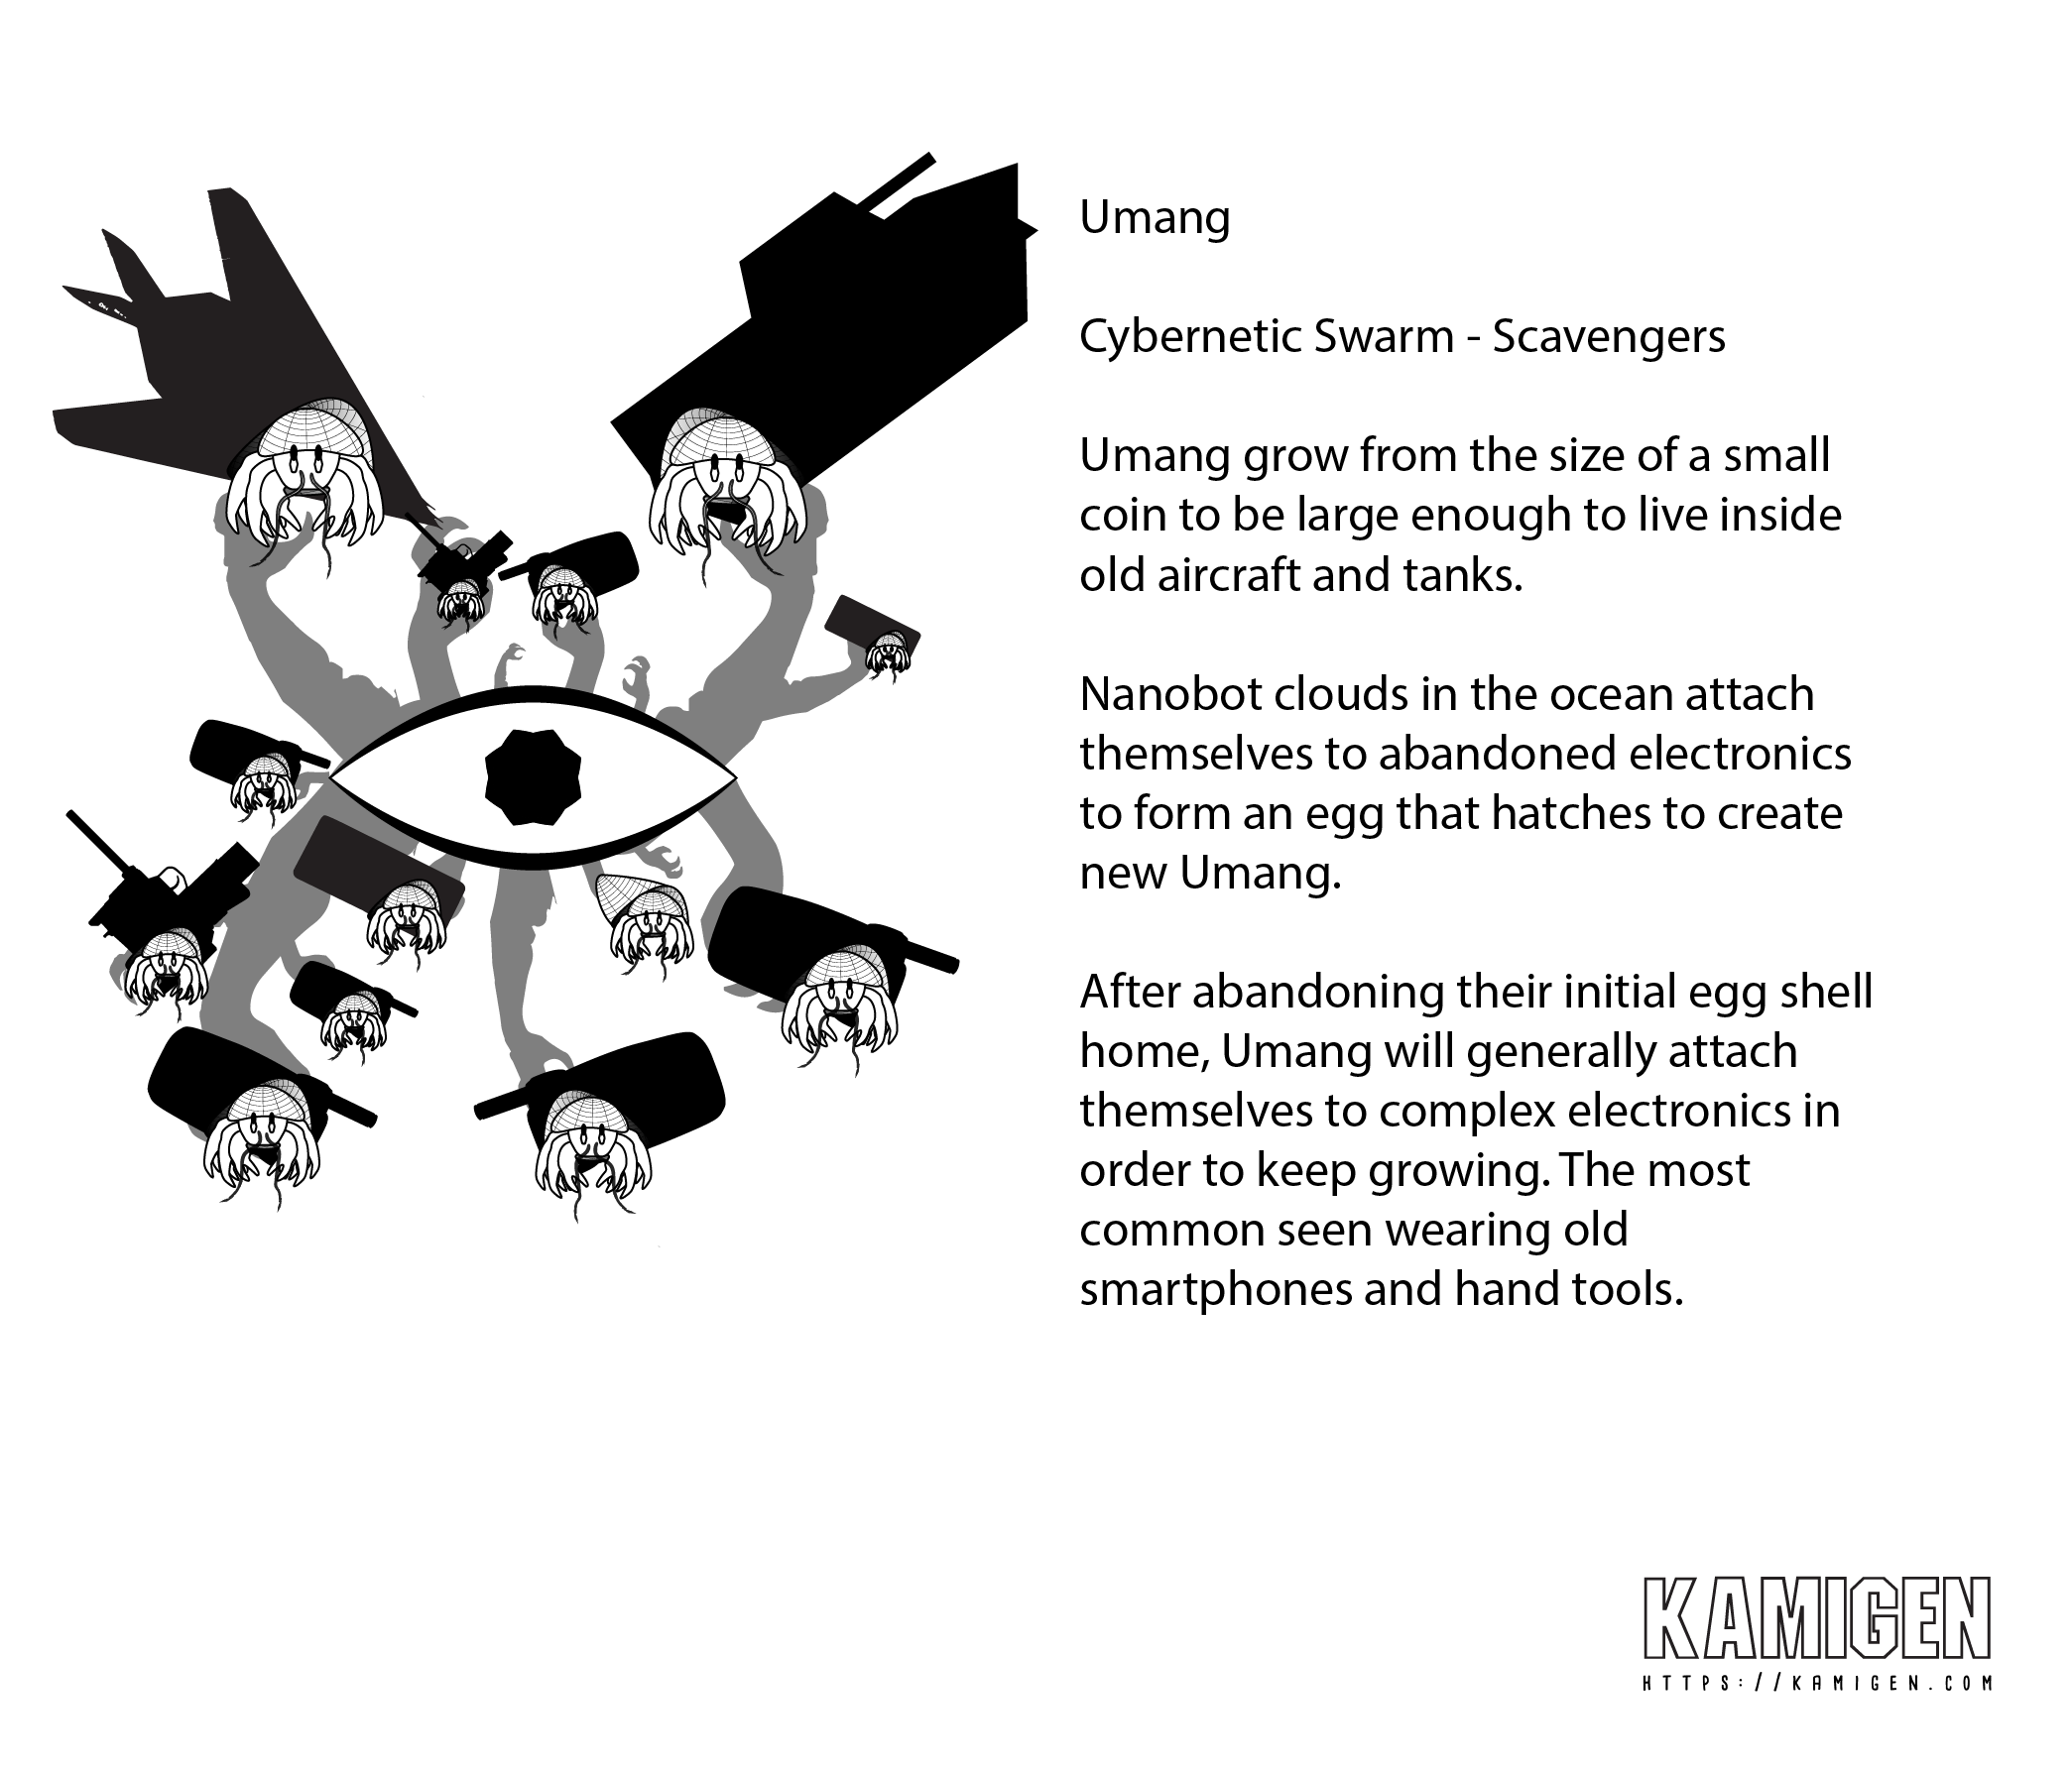 Umang
Cybernetic Swarm - Scavengers
Umang grow from the size of a small
coin to be large enough to live inside
old aircraft and tanks.
Nanobot clouds in the ocean attach
themselves to abandoned electronics
to form an egg that hatches to create
new Umang.
After abandoning their initial egg shell
home, Umang will generally attach
themselves to complex electronics in
order to keep growing. The most
common seen wearing old
smartphones and hand tools.
KAMIGEN
HTTPS://KAMIGEN.COM